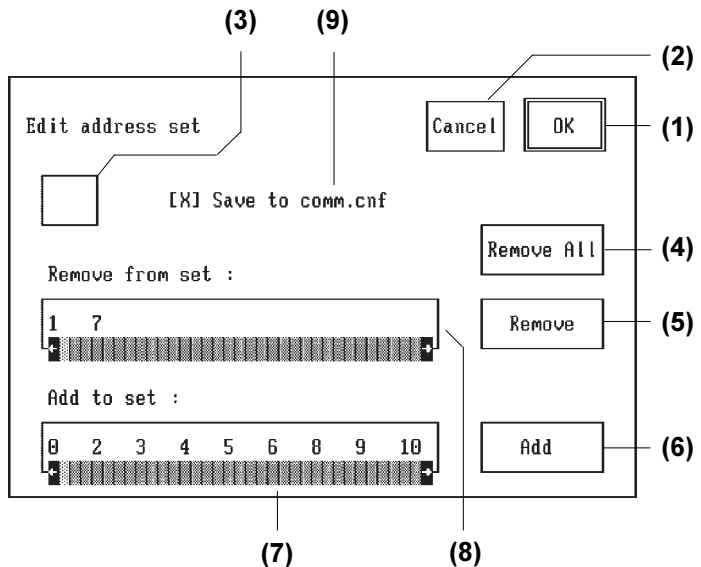 (3) (9)
(2)
Edit address set Cancel OK (1)
[X] Save to comm.cnf
Remove All (4)
Remove from set :
1 7 Remove (5)
Add to set :
0 2 3 4 5 6 8 9 10 Add (6)
(7) (8)